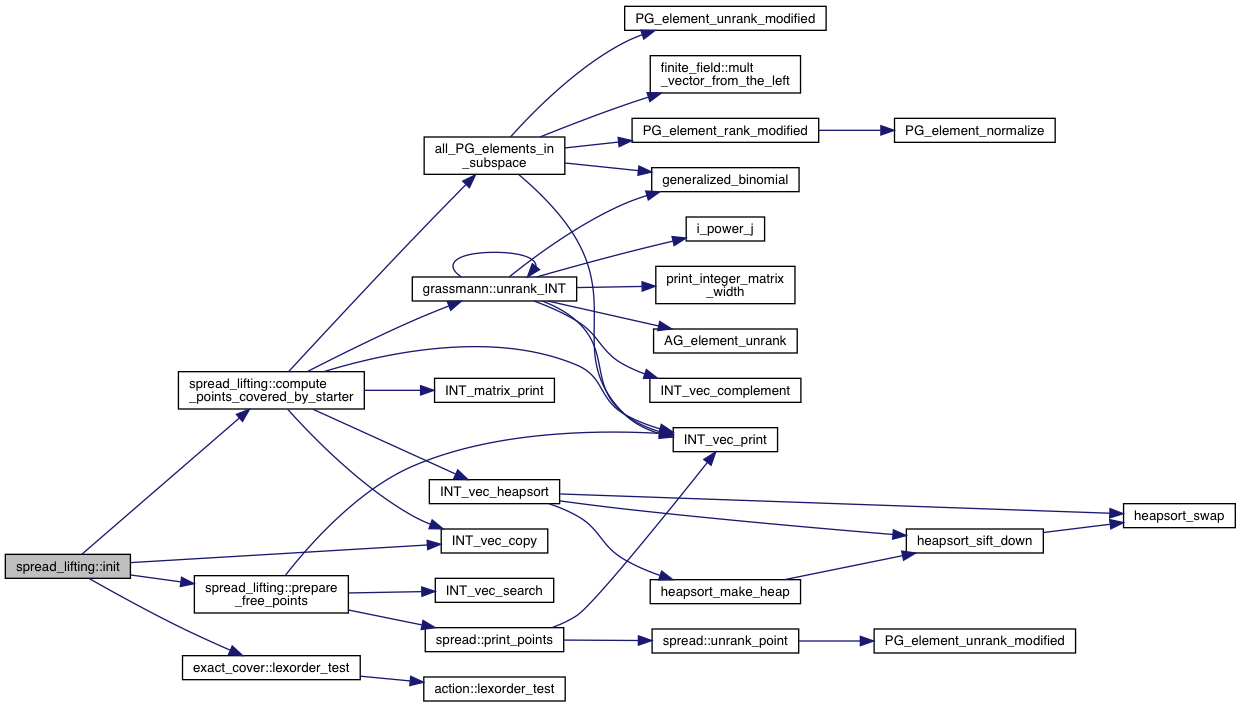 PG_element_unrank_modified
finite_field::mult
_vector_from_the_left
PG_element_rank_modified
PG_element_normalize
all_PG_elements_in
_subspace
generalized_binomial
i_power_j
grassmann::unrank_INT
print_integer_matrix
_width
AG_element_unrank
spread_lifting::compute
_points_covered_by_starter
INT_matrix_print
INT_vec_complement
INT_vec_print
INT_vec_heapsort
heapsort_swap
INT_vec_copy
heapsort_sift_down
spread_lifting::init
spread_lifting::prepare
_free_points
INT_vec_search
heapsort_make_heap
spread::print_points
spread::unrank_point
PG_element_unrank_modified
exact_cover::lexorder_test
action::lexorder_test